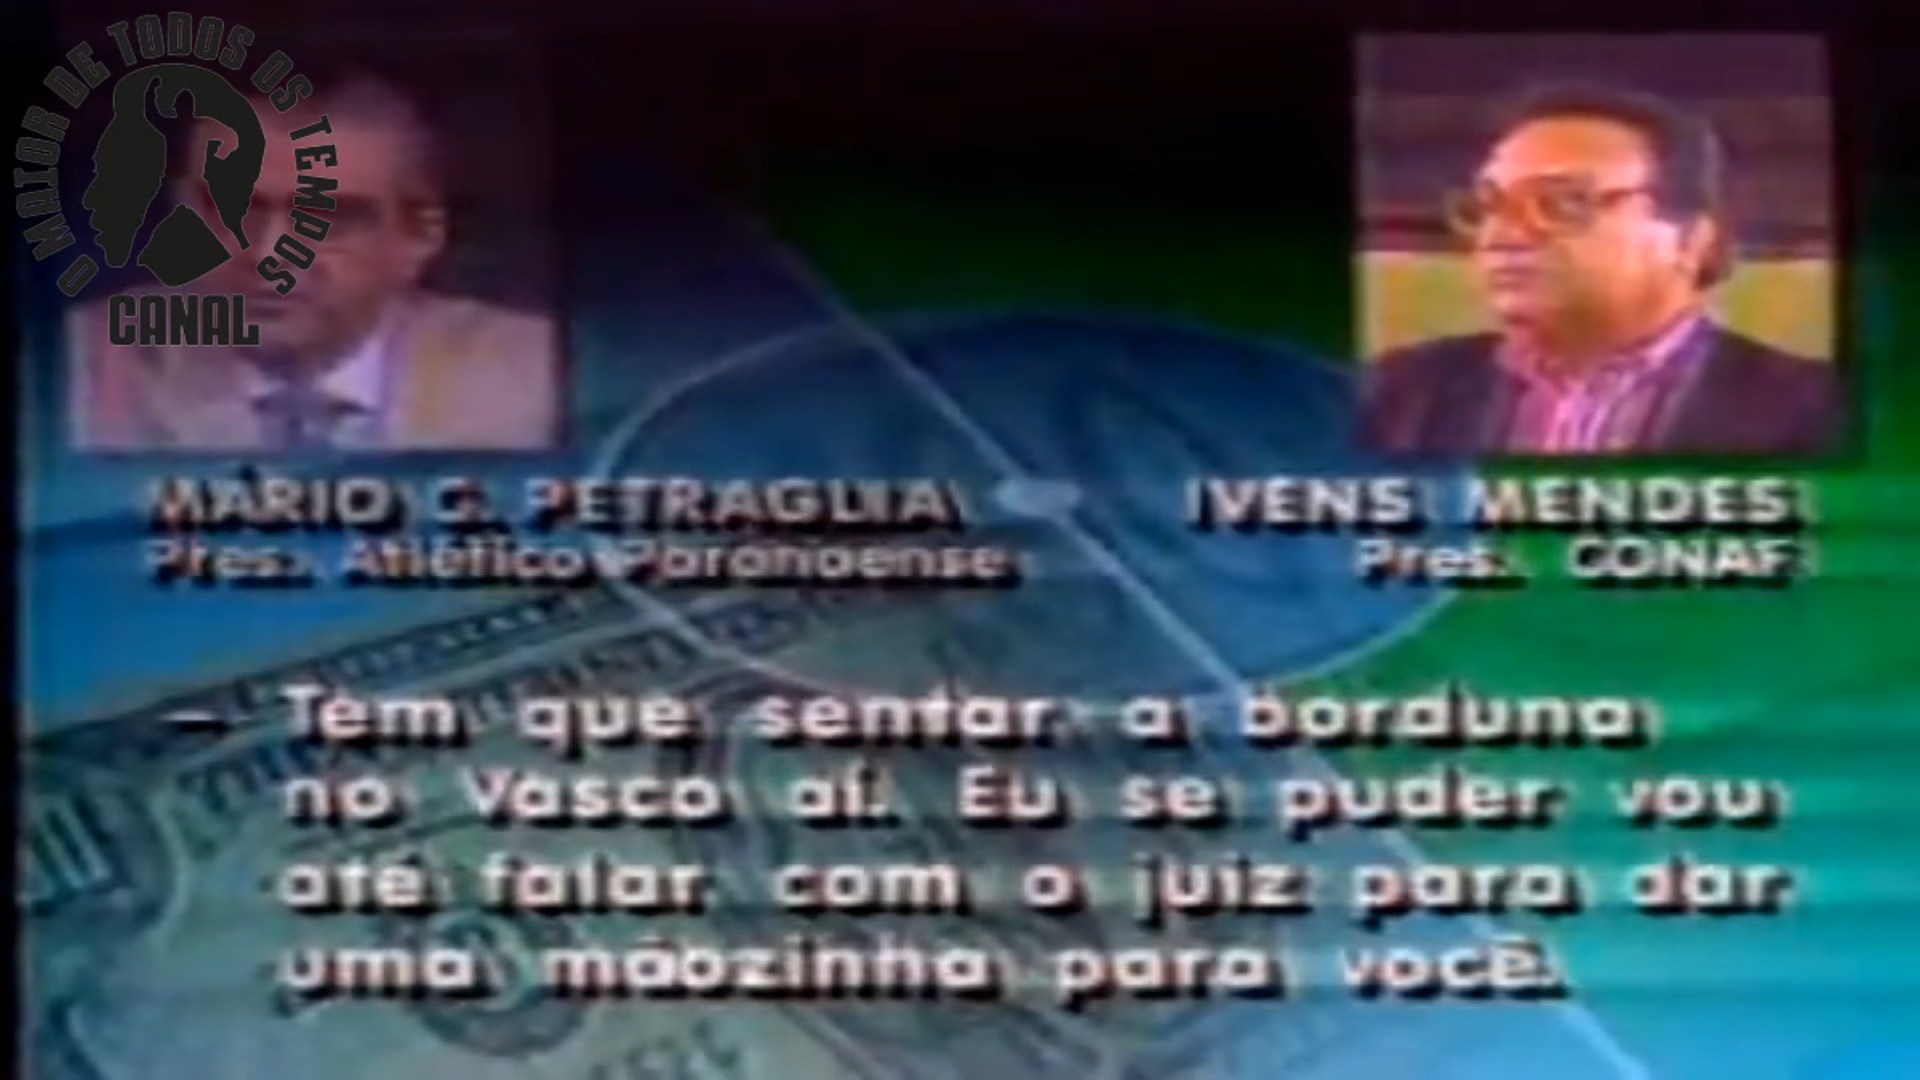 O MAIOR DE TODOS OS TEMPOS
CANAL
MÁRIO C. PETRAGLIA
Pres. Atlético Paranaense
IVENS MENDES
Pres. CONAF
- Tem que sentar a borduna
no Vasco aí. Eu se puder vou
até falar com o juiz para dar
uma mãozinha para você.